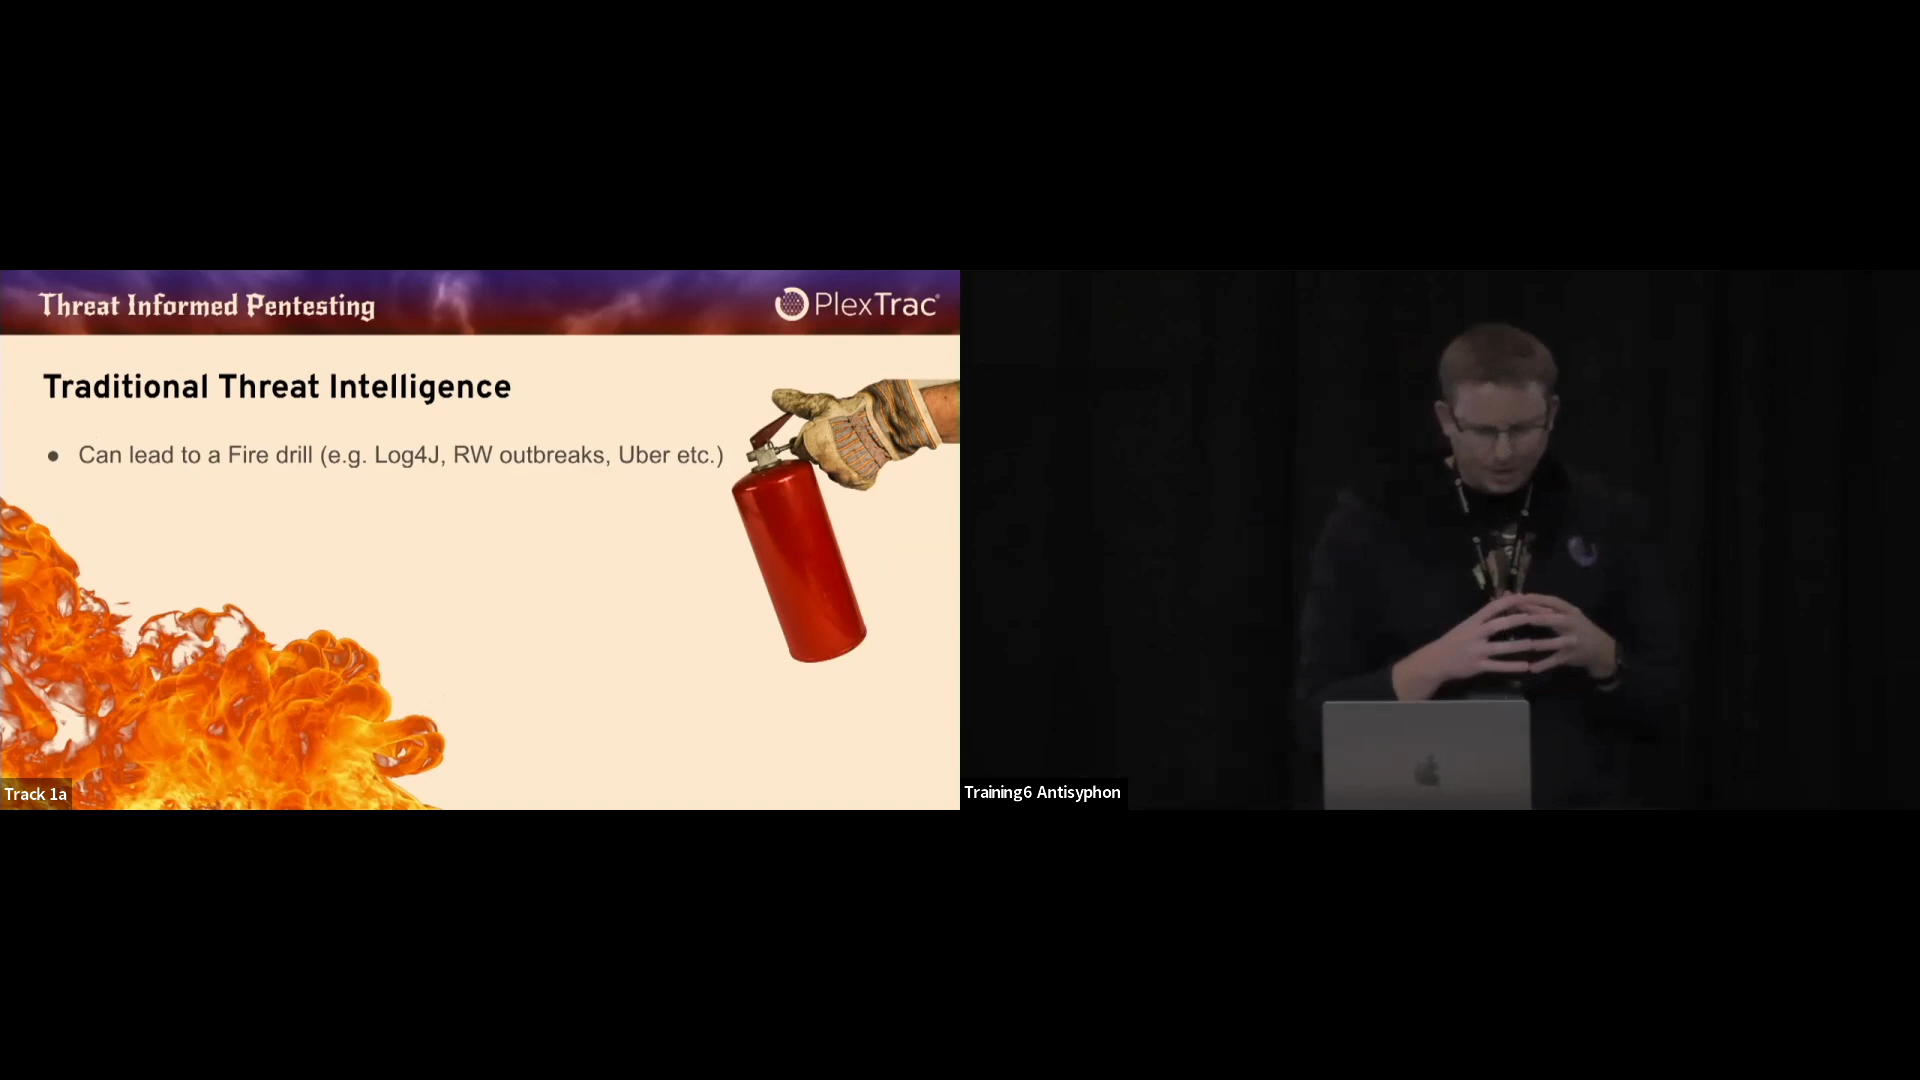 Threat Informed Pentesting
PlexTrac
Traditional Threat Intelligence
● Can lead to a Fire drill (e.g. Log4J, RW outbreaks, Uber etc.)
Track 1a
Training6 Antisyphon